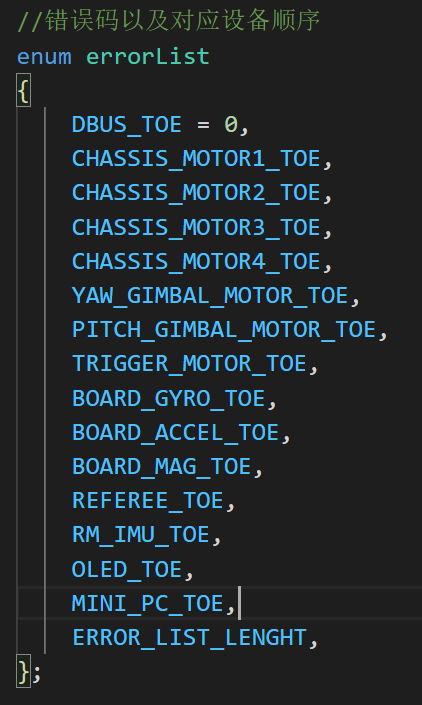 //错误码以及对应设备顺序
enum errorList
{
    DBUS_TOE = 0,
    CHASSIS_MOTOR1_TOE,
    CHASSIS_MOTOR2_TOE,
    CHASSIS_MOTOR3_TOE,
    CHASSIS_MOTOR4_TOE,
    YAW_GIMBAL_MOTOR_TOE,
    PITCH_GIMBAL_MOTOR_TOE,
    TRIGGER_MOTOR_TOE,
    BOARD_GYRO_TOE,
    BOARD_ACCEL_TOE,
    BOARD_MAG_TOE,
    REFEREE_TOE,
    RM_IMU_TOE,
    OLED_TOE,
    MINI_PC_TOE,
    ERROR_LIST_LENGHT,
};